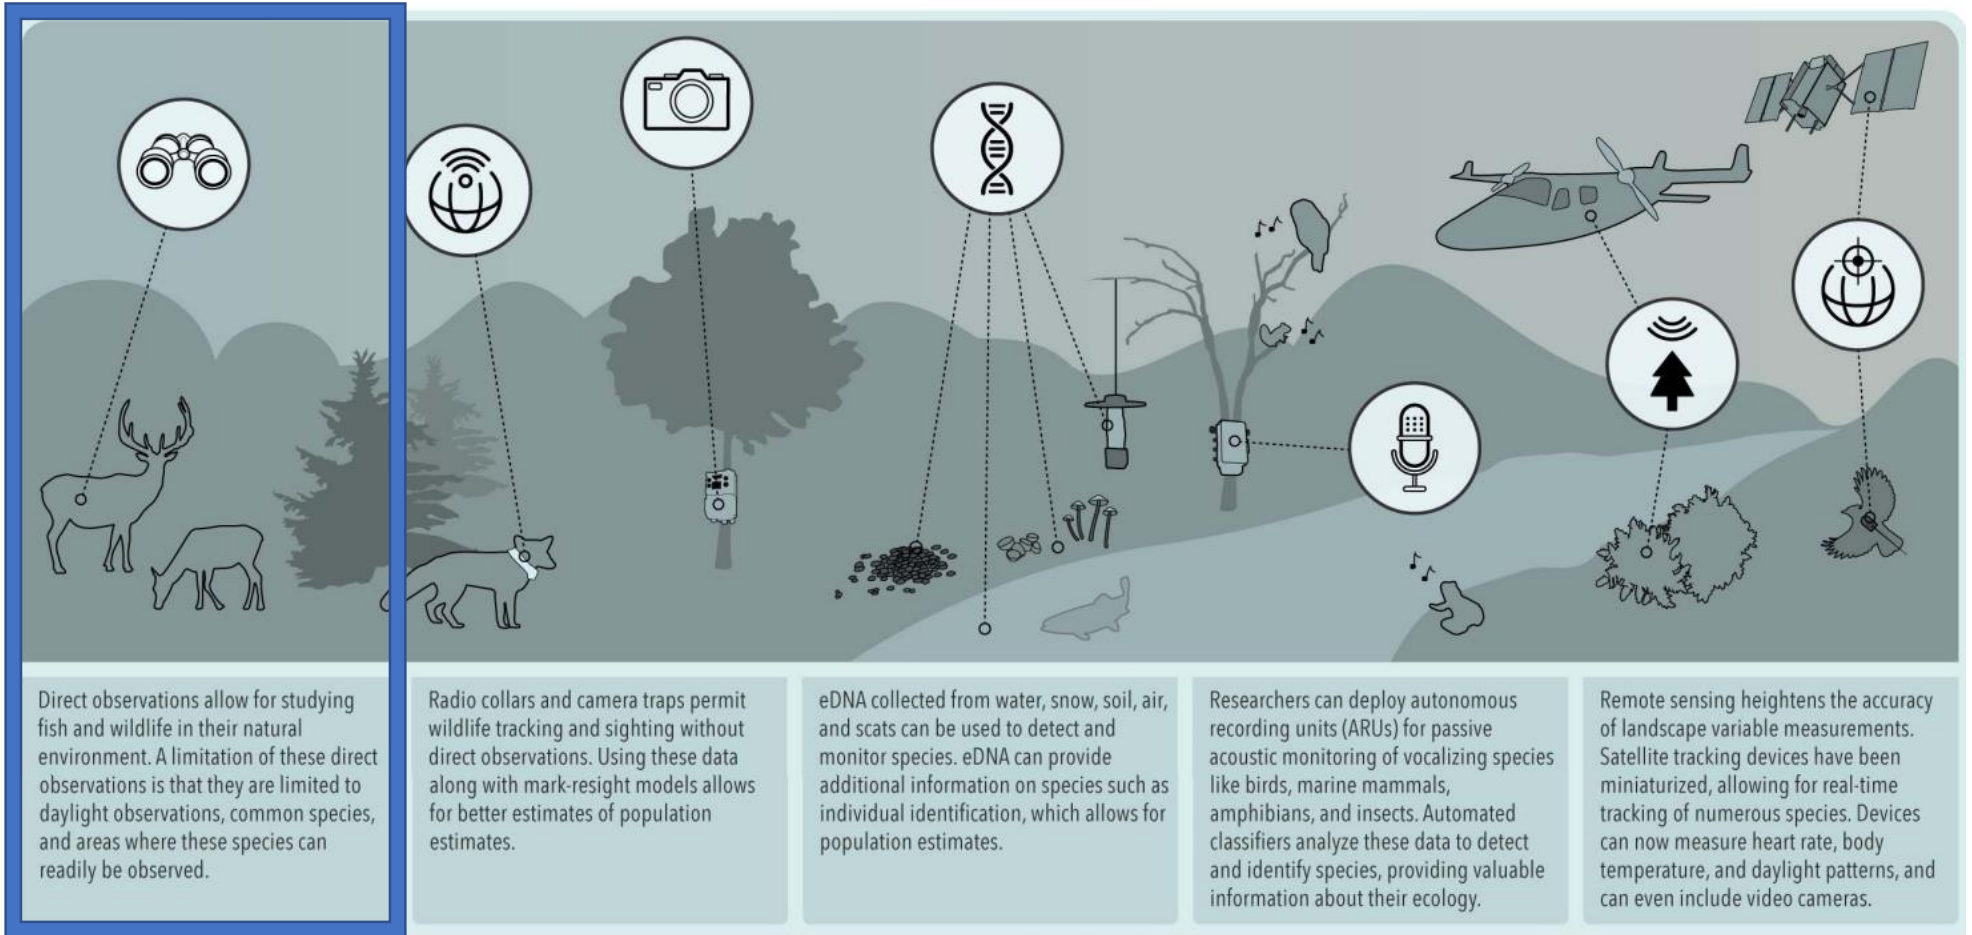 Direct observations allow for studying
fish and wildlife in their natural
environment. A limitation of these direct
observations is that they are limited to
daylight observations, common species,
and areas where these species can
readily be observed.
Radio collars and camera traps permit
wildlife tracking and sighting without
direct observations. Using these data
along with mark-resight models allows
for better estimates of population
estimates.
eDNA collected from water, snow, soil, air,
and scats can be used to detect and
monitor species. eDNA can provide
additional information on species such as
individual identification, which allows for
population estimates.
Researchers can deploy autonomous
recording units (ARUs) for passive
acoustic monitoring of vocalizing species
like birds, marine mammals,
amphibians, and insects. Automated
classifiers analyze these data to detect
and identify species, providing valuable
information about their ecology.
Remote sensing heightens the accuracy
of landscape variable measurements.
Satellite tracking devices have been
miniaturized, allowing for real-time
tracking of numerous species. Devices
can now measure heart rate, body
temperature, and daylight patterns, and
can even include video cameras.